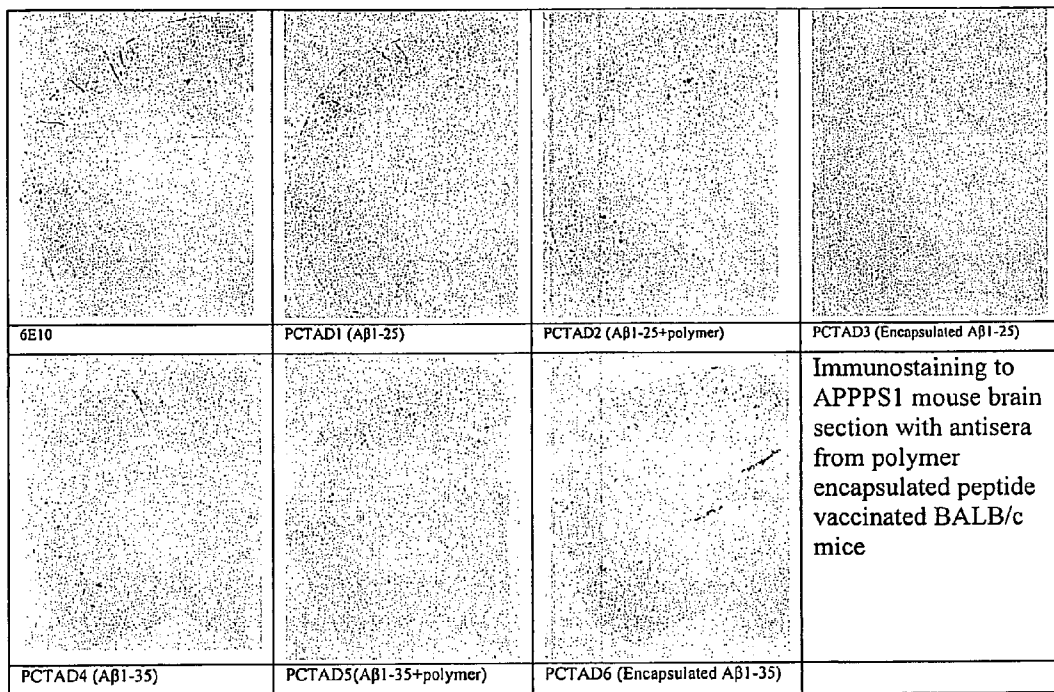 6E10
PCTAD1 (Aβ1-25)
PCTAD2 (Aβ1-25+polymer)
PCTAD3 (Encapsulated Aβ1-25)
Immunostaining to
APPPS1 mouse brain
section with antisera
from polymer
encapsulated peptide
vaccinated BALB/c
mice
PCTAD4 (Aβ1-35)
PCTAD5(Aβ1-35+polymer)
PCTAD6 (Encapsulated Aβ1-35)